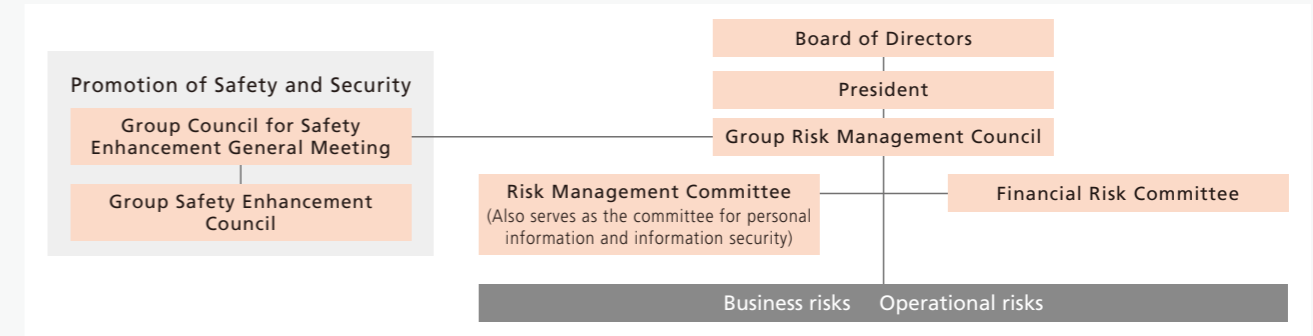 Board of Directors
President
Group Risk Management Council
Promotion of Safety and Security
Group Council for Safety
Enhancement General Meeting
Group Safety Enhancement
Council
Risk Management Committee
(Also serves as the committee for personal
information and information security)
Financial Risk Committee
Business risks Operational risks